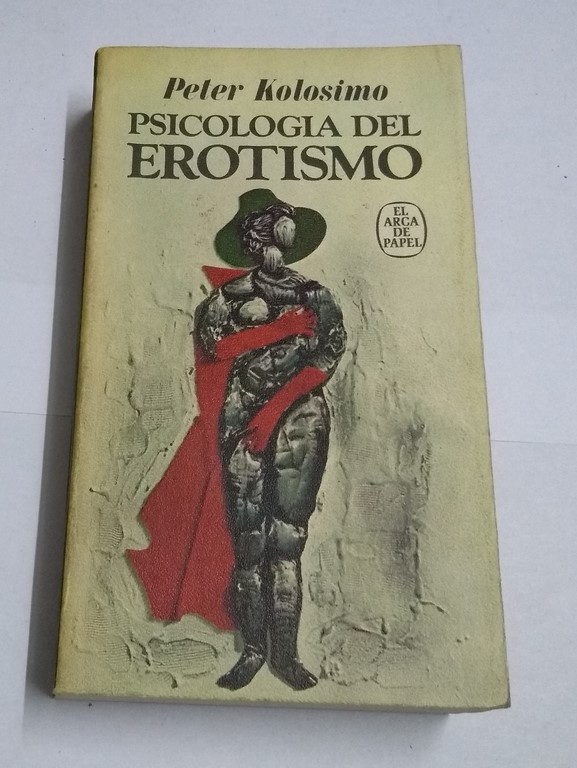 Peter Kolosimo
PSICOLOGIA DEL
EROTISMO
EL
ARCA
DE
PAPEL